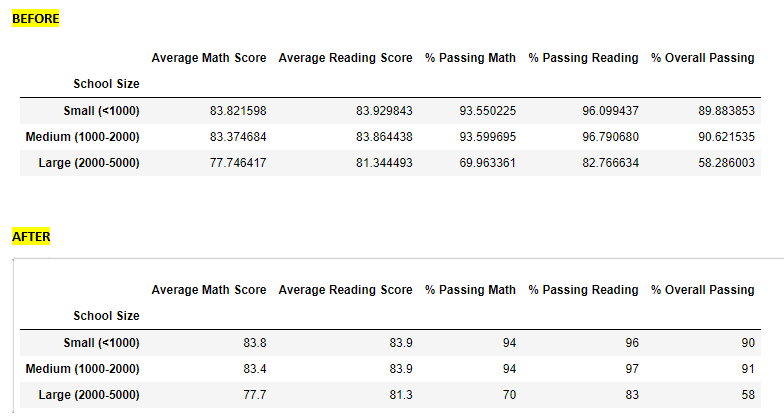 BEFORE
Average Math Score Average Reading Score % Passing Math % Passing Reading % Overall Passing
School Size
Small (<1000) 83.821598 83.929843 93.550225 96.099437 89.883853
Medium (1000-2000) 83.374684 83.864438 93.599695 96.790680 90.621535
Large (2000-5000) 77.746417 81.344493 69.963361 82.766634 58.286003
AFTER
Average Math Score Average Reading Score % Passing Math % Passing Reading % Overall Passing
School Size
Small (<1000) 83.8 83.9 94 96 90
Medium (1000-2000) 83.4 83.9 94 97 91
Large (2000-5000) 77.7 81.3 70 83 58